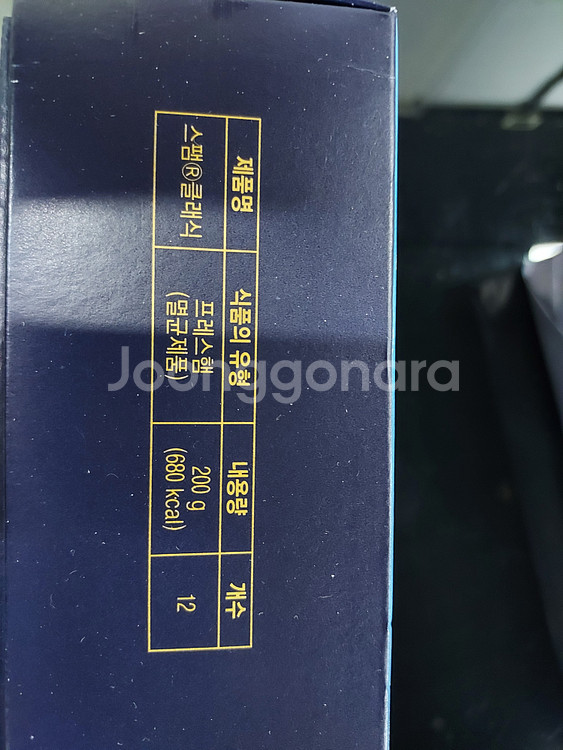 제품명 식품의 유형 내용량 개수
스팸®클래식 프레스햄 (멸균제품) 200 g (680 kcal) 12
Joonggonara